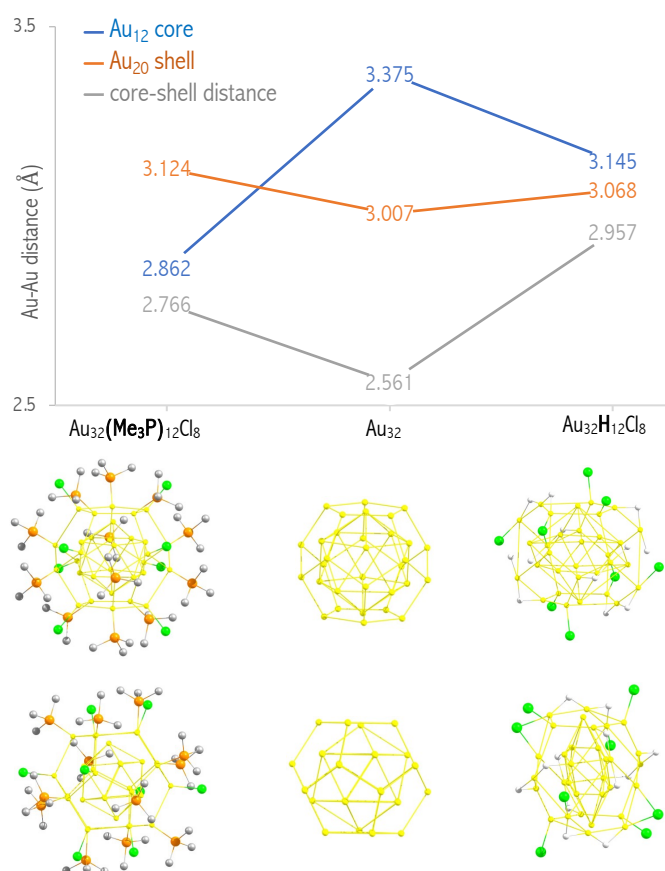 3.5
Au₁₂ core
Au₂₀ shell
core-shell distance
3.375
3.124
3.145
3.068
3.007
2.957
2.862
2.766
2.561
2.5
Au-Au distance (Å)
Au₃₂(Me₃P)₁₂Cl₈
Au₃₂
Au₃₂H₁₂Cl₈